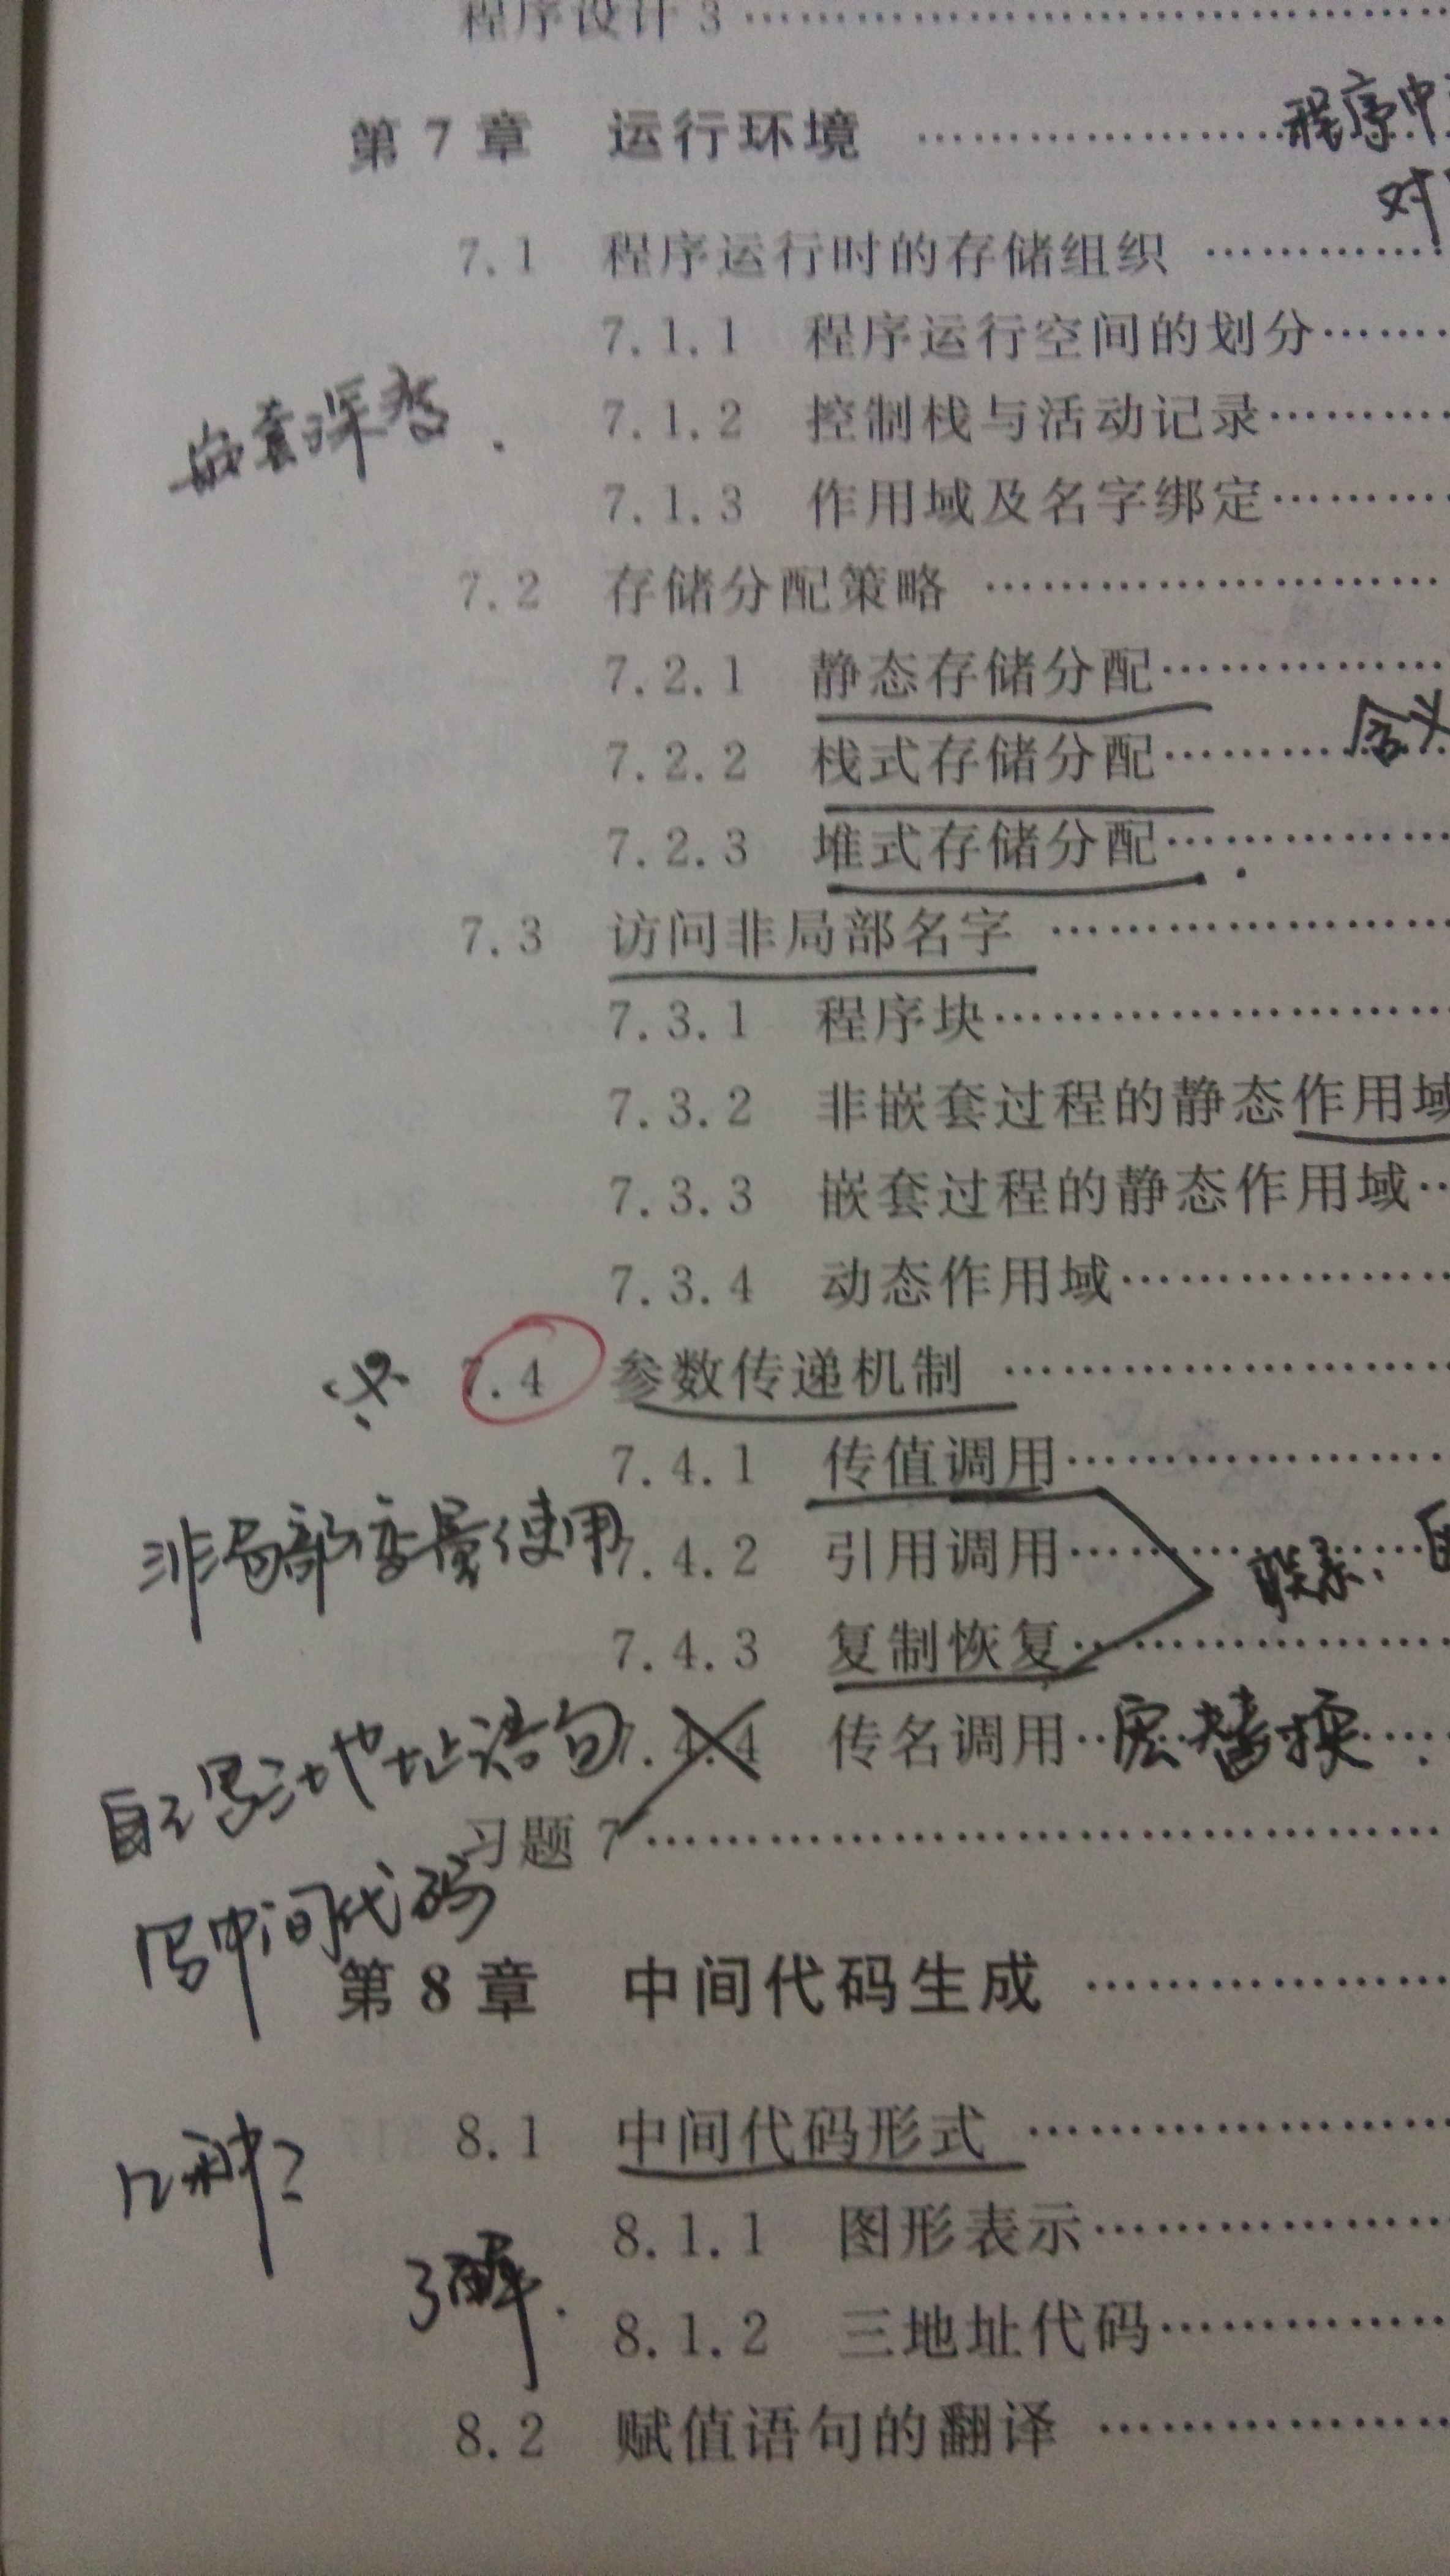 程序设计 3
第 7 章 运行环境 程序中
对
7.1 程序运行时的存储组织
7.1.1 程序运行空间的划分
7.1.2 控制栈与活动记录
嵌套深度.
7.1.3 作用域及名字绑定
7.2 存储分配策略
7.2.1 静态存储分配
含义
7.2.2 栈式存储分配
7.2.3 堆式存储分配
7.3 访问非局部名字
7.3.1 程序块
7.3.2 非嵌套过程的静态作用域
7.3.3 嵌套过程的静态作用域
7.3.4 动态作用域
※ 7.4 参数传递机制
7.4.1 传值调用
非局部变量使用 7.4.2 引用调用 联系、
7.4.3 复制恢复
自己写三地址语句 7.4.4 传名调用 宏替换
习题 7
写中间代码
第 8 章 中间代码生成
8.1 中间代码形式
几种?
8.1.1 图形表示
了解.
8.1.2 三地址代码
8.2 赋值语句的翻译